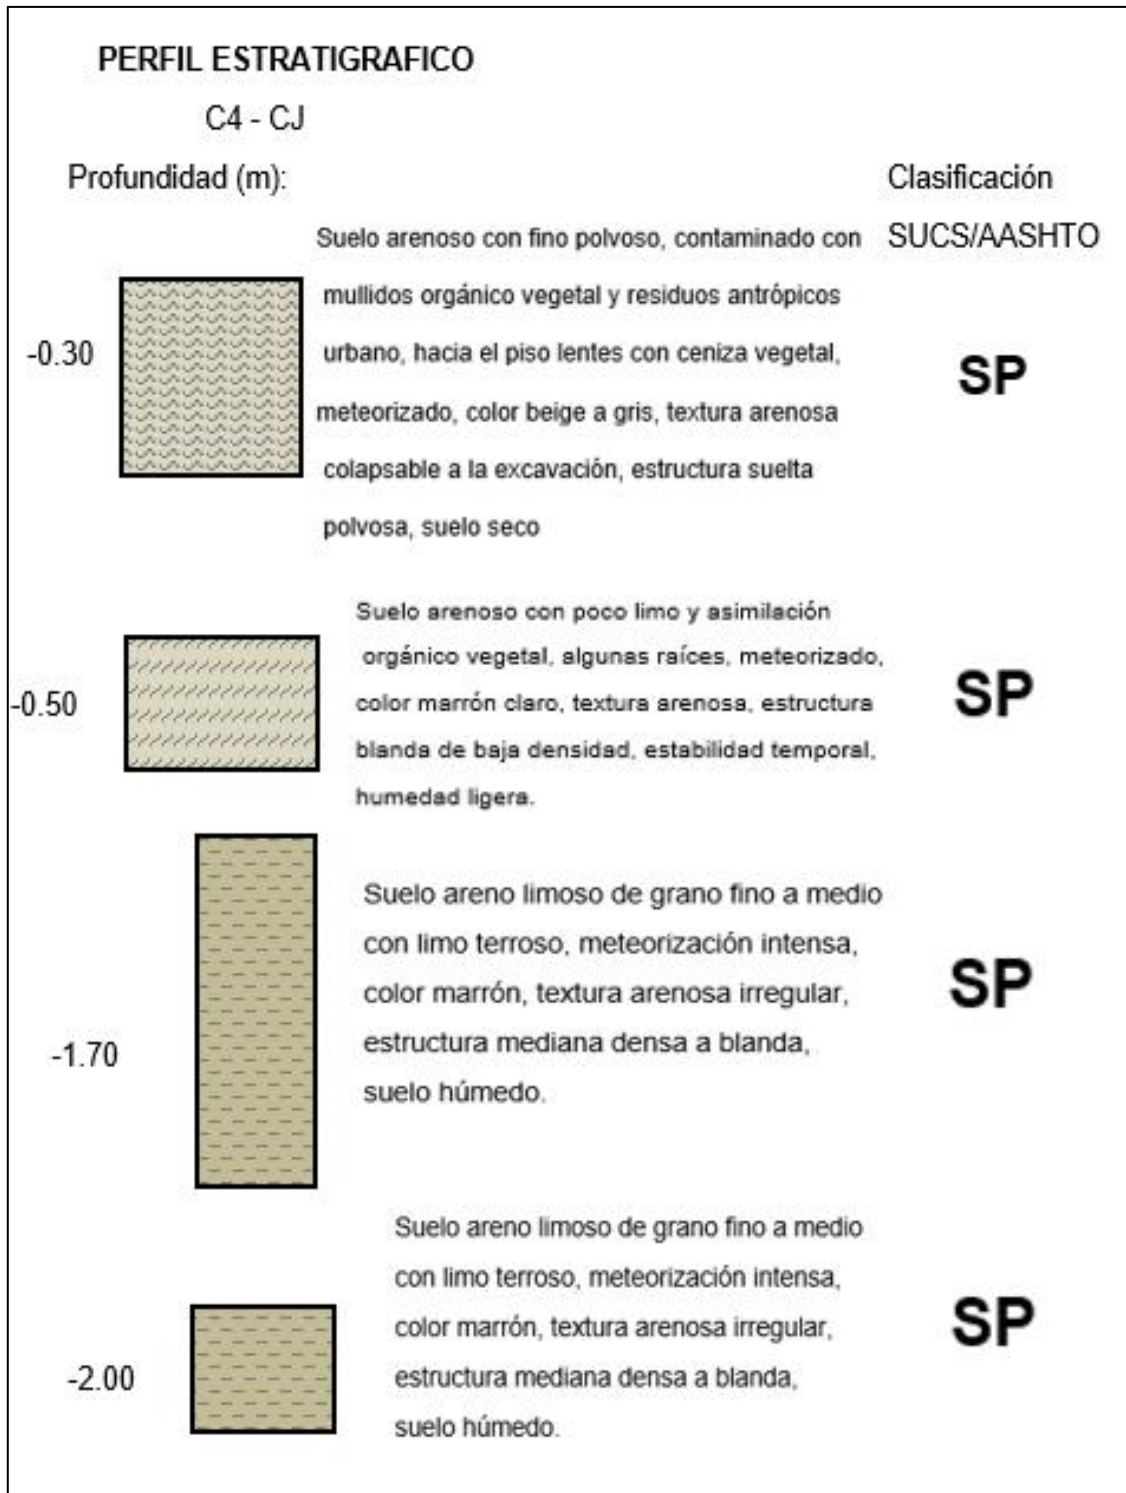 PERFIL ESTRATIGRAFICO
C4 - CJ
Profundidad (m):
Clasificación
SUCS/AASHTO
Suelo arenoso con fino polvoso, contaminado con
mullidos orgánico vegetal y residuos antrópicos
urbano, hacia el piso lentes con ceniza vegetal,
meteorizado, color beige a gris, textura arenosa
colapsable a la excavación, estructura suelta
polvosa, suelo seco
-0.30
SP
Suelo arenoso con poco limo y asimilación
orgánico vegetal, algunas raíces, meteorizado,
color marrón claro, textura arenosa, estructura
blanda de baja densidad, estabilidad temporal,
humedad ligera.
-0.50
SP
Suelo areno limoso de grano fino a medio
con limo terroso, meteorización intensa,
color marrón, textura arenosa irregular,
estructura mediana densa a blanda,
suelo húmedo.
-1.70
SP
Suelo areno limoso de grano fino a medio
con limo terroso, meteorización intensa,
color marrón, textura arenosa irregular,
estructura mediana densa a blanda,
suelo húmedo.
-2.00
SP